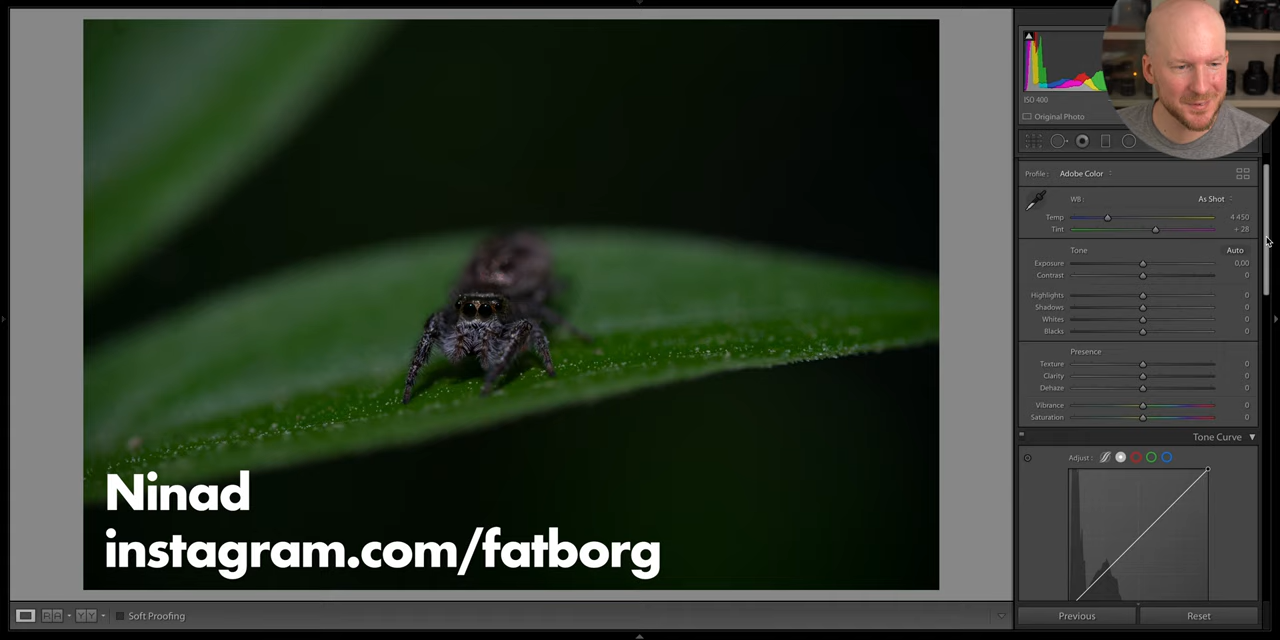 ISO 400
Original Photo
Profile : Adobe Color
WB : As Shot
Temp 4 450
Tint + 28
Tone Auto
Exposure 0,00
Contrast 0
Highlights 0
Shadows 0
Whites 0
Blacks 0
Presence
Texture 0
Clarity 0
Dehaze 0
Vibrance 0
Saturation 0
Tone Curve
Adjust :
Ninad
instagram.com/fatborg
Soft Proofing
Previous Reset